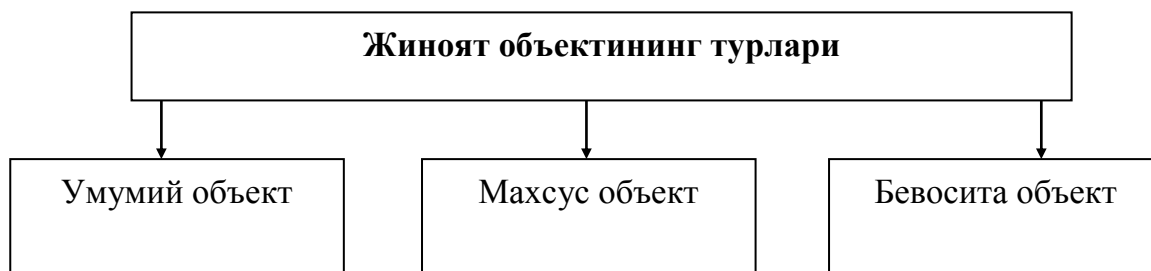 Жиноят объектининг турлари
Умумий объект
Махсус объект
Бевосита объект